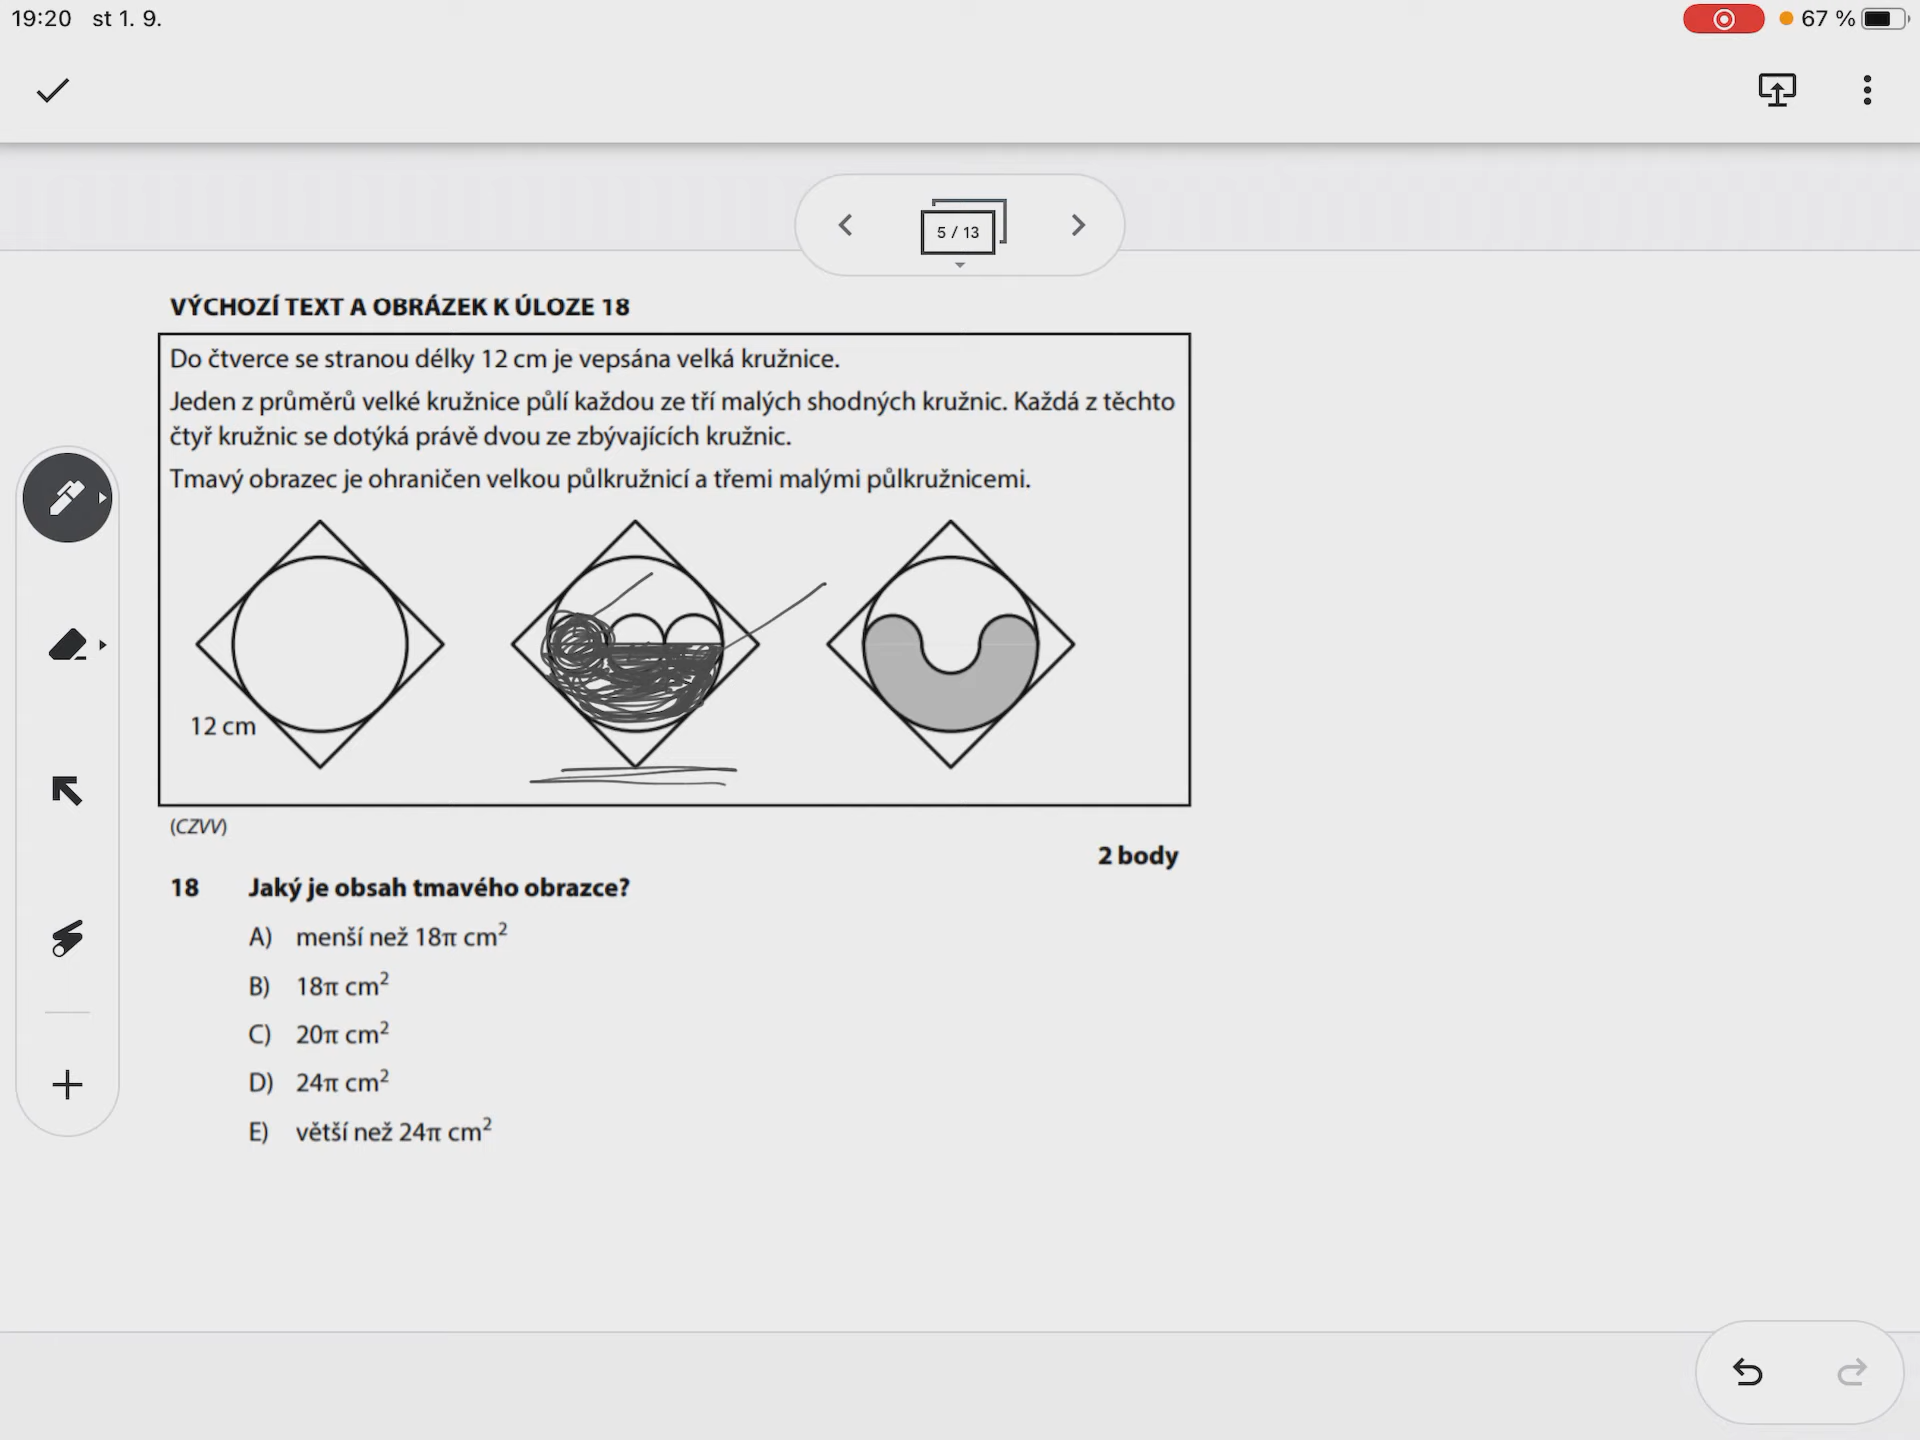 19:20 st 1. 9.
67 %
5 / 13
VÝCHOZÍ TEXT A OBRÁZEK K ÚLOZE 18
Do čtverce se stranou délky 12 cm je vepsána velká kružnice.
Jeden z průměrů velké kružnice půlí každou ze tří malých shodných kružnic. Každá z těchto
čtyř kružnic se dotýká právě dvou ze zbývajících kružnic.
Tmavý obrazec je ohraničen velkou půlkružnicí a třemi malými půlkružnicemi.
12 cm
(CZVV)
2 body
18 Jaký je obsah tmavého obrazce?
A) menší než 18π cm²
B) 18π cm²
C) 20π cm²
D) 24π cm²
E) větší než 24π cm²